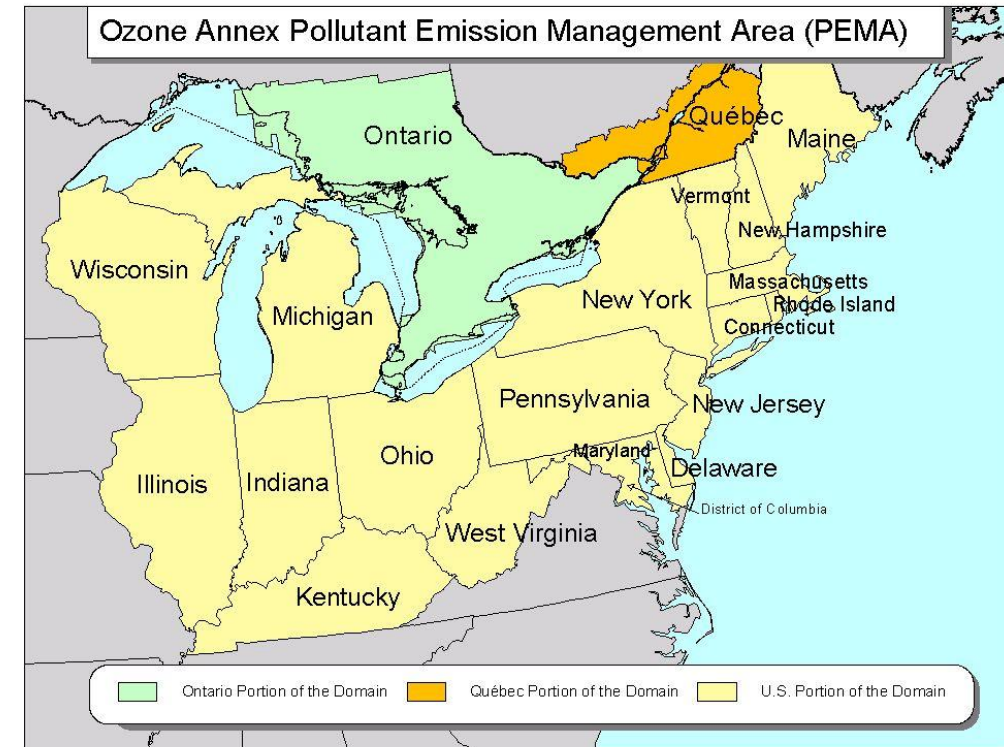 Ozone Annex Pollutant Emission Management Area (PEMA)
Québec
Ontario
Maine
Vermont
New Hampshire
Wisconsin
Massachusetts
New York
Rhode Island
Michigan
Connecticut
Pennsylvania
New Jersey
Maryland
Ohio
Delaware
Illinois
Indiana
District of Columbia
West Virginia
Kentucky
Ontario Portion of the Domain
Québec Portion of the Domain
U.S. Portion of the Domain